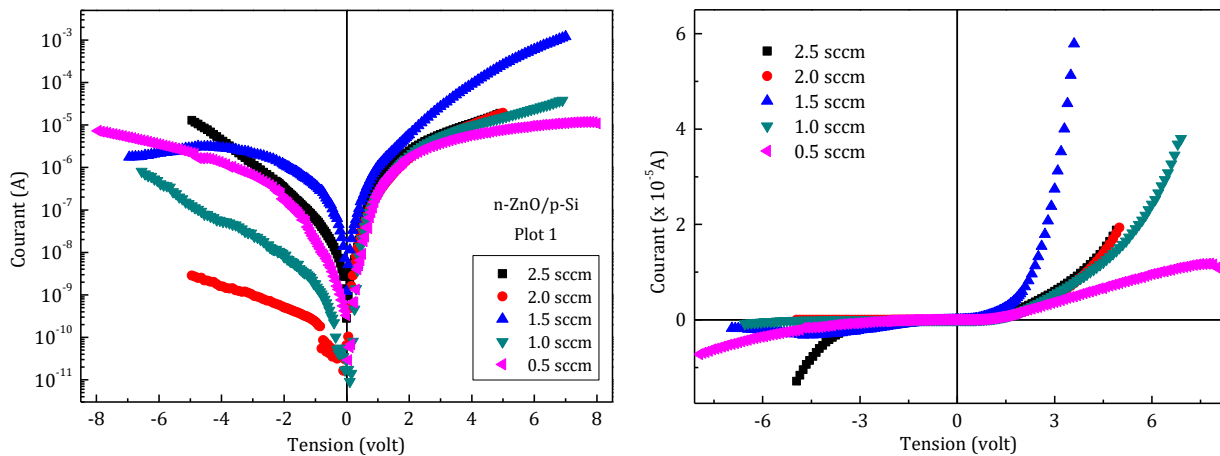 10⁻³
10⁻⁴
10⁻⁵
10⁻⁶
10⁻⁷
10⁻⁸
10⁻⁹
10⁻¹⁰
10⁻¹¹
Courant (A)
n-ZnO/p-Si
Plot 1
2.5 sccm
2.0 sccm
1.5 sccm
1.0 sccm
0.5 sccm
-8 -6 -4 -2 0 2 4 6 8
Tension (volt)
6
4
2
0
Courant (x 10⁻⁵A)
2.5 sccm
2.0 sccm
1.5 sccm
1.0 sccm
0.5 sccm
-6 -3 0 3 6
Tension (volt)